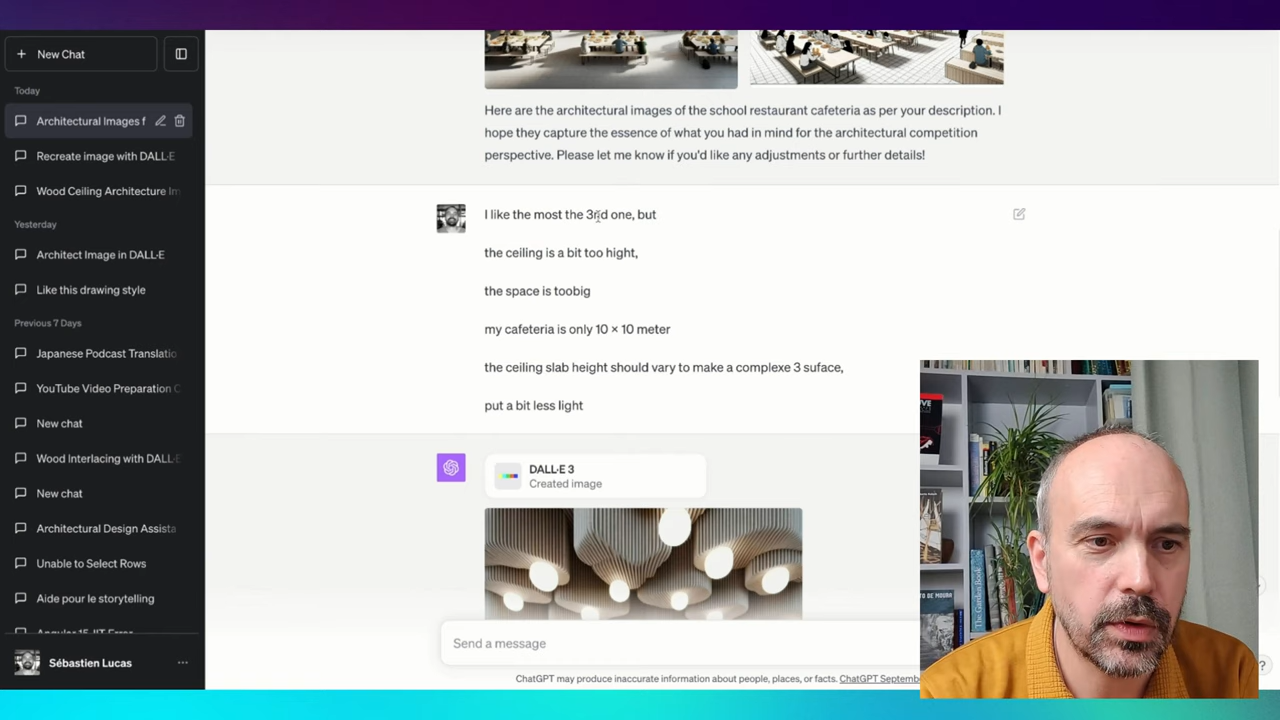 New Chat
Today
Architectural Images f
Recreate image with DALL·E
Wood Ceiling Architecture Im
Yesterday
Architect Image in DALL·E
Like this drawing style
Previous 7 Days
Japanese Podcast Translatio
YouTube Video Preparation C
New chat
Wood Interlacing with DALL·E
New chat
Architectural Design Assista
Unable to Select Rows
Aide pour le storytelling
Angular 15 JIT Error
Sébastien Lucas
Here are the architectural images of the school restaurant cafeteria as per your description. I
hope they capture the essence of what you had in mind for the architectural competition
perspective. Please let me know if you'd like any adjustments or further details!
I like the most the 3rd one, but
the ceiling is a bit too hight,
the space is toobig
my cafeteria is only 10 × 10 meter
the ceiling slab height should vary to make a complexe 3 suface,
put a bit less light
DALL·E 3
Created image
Send a message
ChatGPT may produce inaccurate information about people, places, or facts. ChatGPT Septembe
?